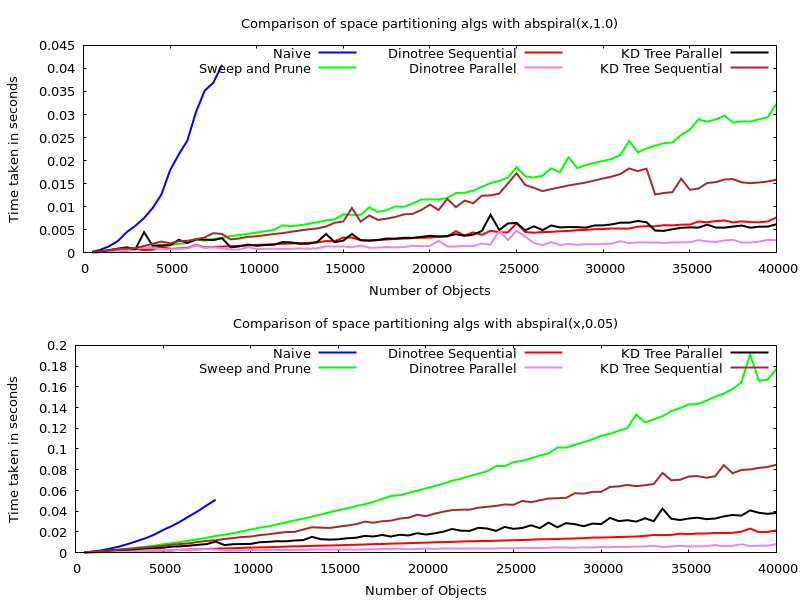 Comparison of space partitioning algs with abspiral(x,1.0)
Naive Dinotree Sequential KD Tree Parallel
Sweep and Prune Dinotree Parallel KD Tree Sequential
0.045
0.04
0.035
0.03
0.025
0.02
0.015
0.01
0.005
0
Time taken in seconds
0 5000 10000 15000 20000 25000 30000 35000 40000
Number of Objects
Comparison of space partitioning algs with abspiral(x,0.05)
Naive Dinotree Sequential KD Tree Parallel
Sweep and Prune Dinotree Parallel KD Tree Sequential
0.2
0.18
0.16
0.14
0.12
0.1
0.08
0.06
0.04
0.02
0
Time taken in seconds
0 5000 10000 15000 20000 25000 30000 35000 40000
Number of Objects